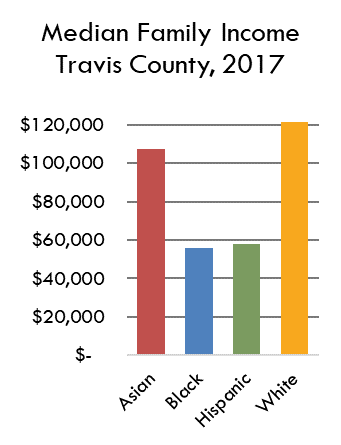 Median Family Income
Travis County, 2017
$120,000
$100,000
$80,000
$60,000
$40,000
$20,000
$-
Asian
Black
Hispanic
White